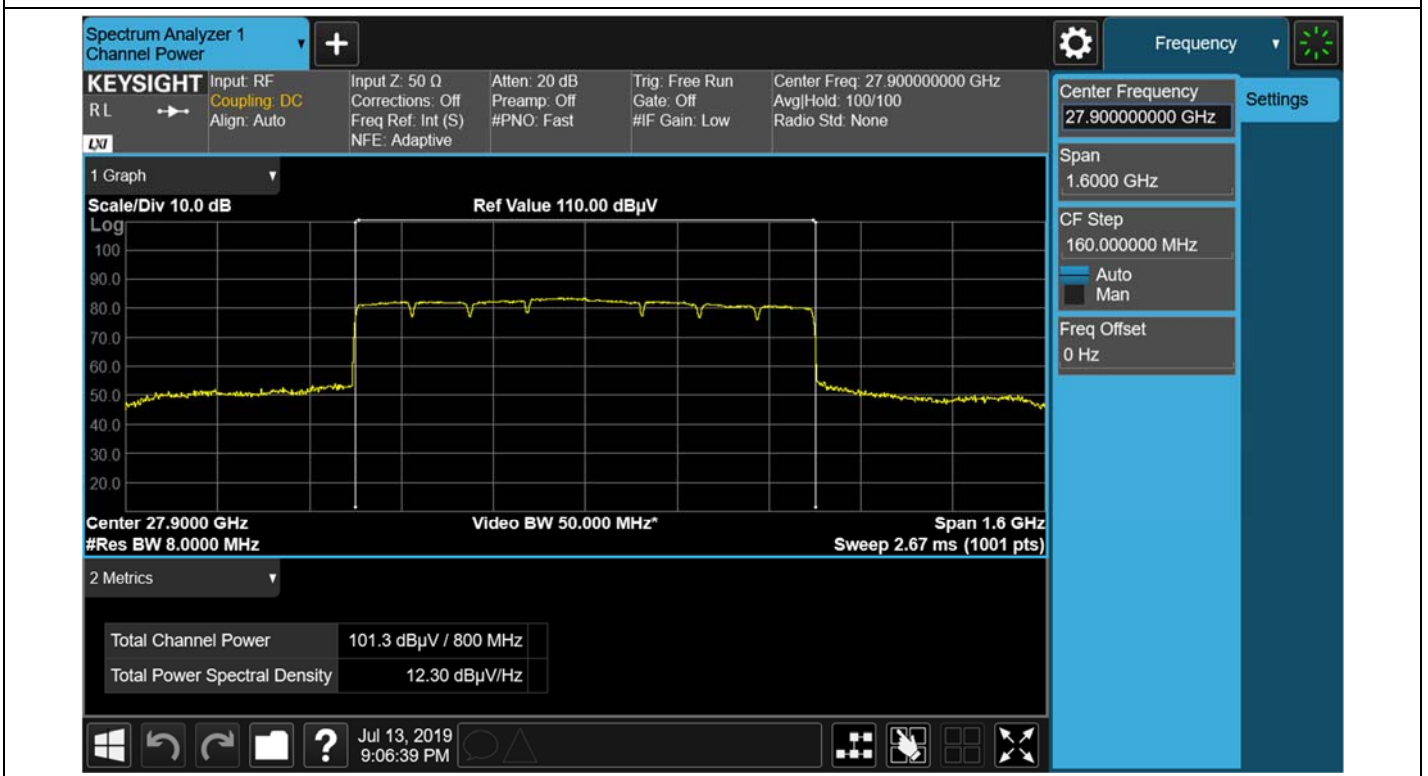 Spectrum Analyzer 1
Channel Power
+
Frequency
KEYSIGHT
R L
LXI
Input: RF
Coupling: DC
Align: Auto
Input Z: 50 Ω
Corrections: Off
Freq Ref: Int (S)
NFE: Adaptive
Atten: 20 dB
Preamp: Off
#PNO: Fast
Trig: Free Run
Gate: Off
#IF Gain: Low
Center Freq: 27.900000000 GHz
Avg|Hold: 100/100
Radio Std: None
Center Frequency
27.900000000 GHz
Settings
Span
1.6000 GHz
CF Step
160.000000 MHz
Auto
Man
Freq Offset
0 Hz
1 Graph
Scale/Div 10.0 dB
Ref Value 110.00 dBµV
Log
100
90.0
80.0
70.0
60.0
50.0
40.0
30.0
20.0
Center 27.9000 GHz
Video BW 50.000 MHz*
Span 1.6 GHz
#Res BW 8.0000 MHz
Sweep 2.67 ms (1001 pts)
2 Metrics
Total Channel Power 101.3 dBµV / 800 MHz
Total Power Spectral Density 12.30 dBµV/Hz
?
Jul 13, 2019
9:06:39 PM